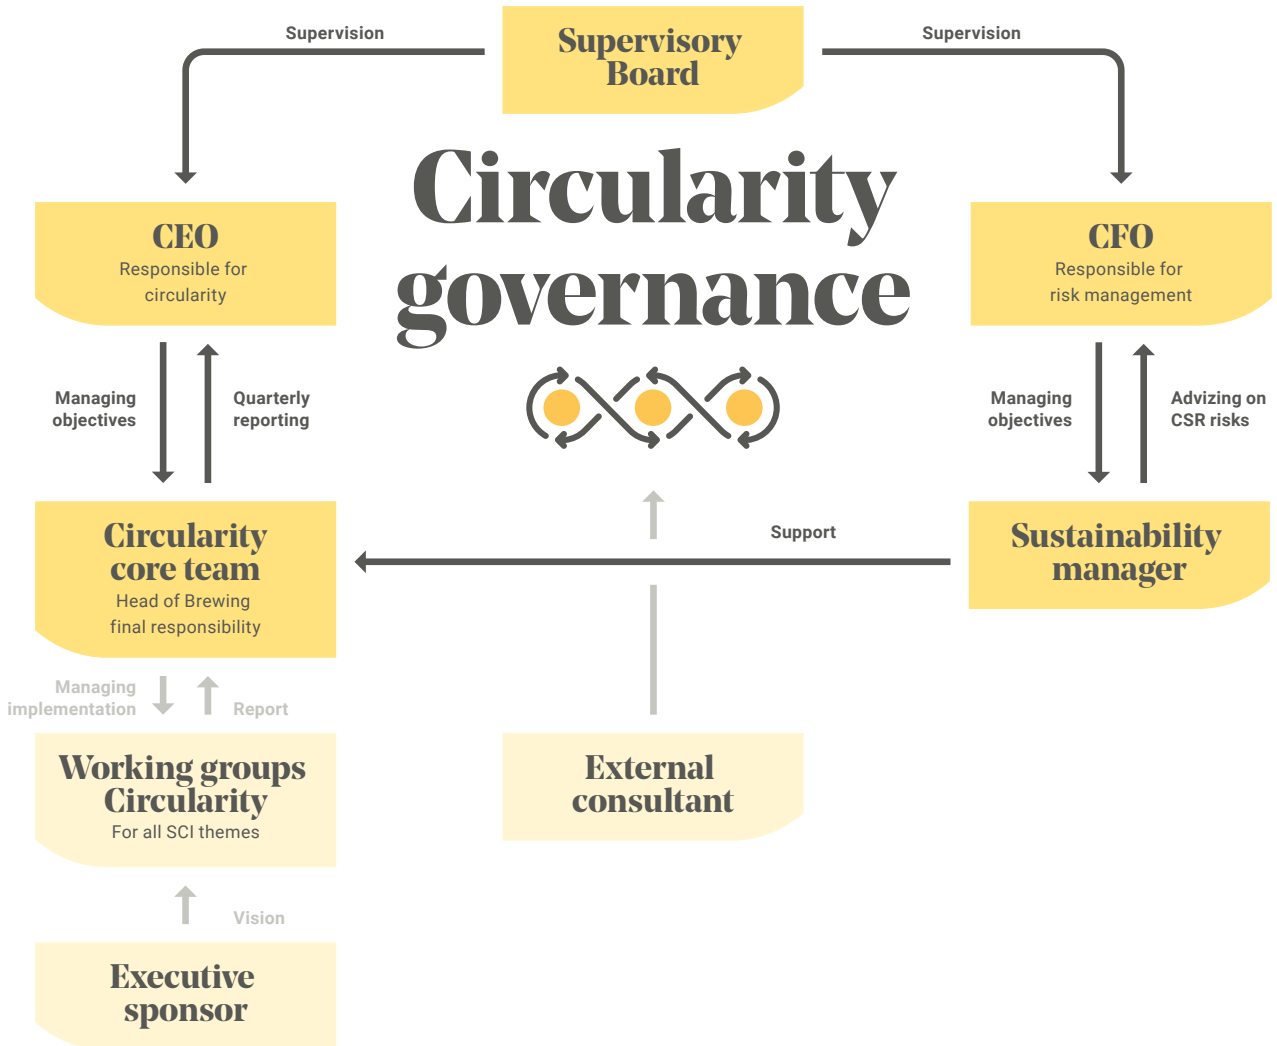 Supervision
Supervisory
Board
Supervision
Circularity
governance
CEO
Responsible for
circularity
CFO
Responsible for
risk management
Managing
objectives
Quarterly
reporting
Managing
objectives
Advizing on
CSR risks
Circularity
core team
Head of Brewing
final responsibility
Support
Sustainability
manager
Managing
implementation
Report
Working groups
Circularity
For all SCI themes
External
consultant
Vision
Executive
sponsor